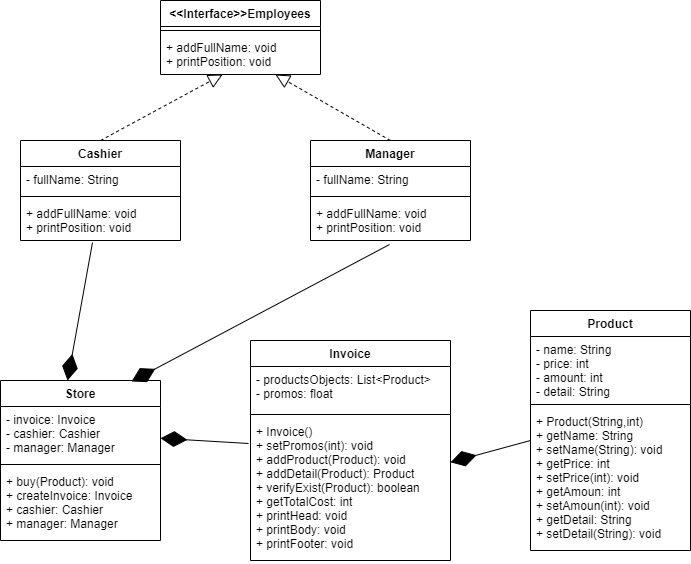 <<Interface>>Employees
+ addFullName: void
+ printPosition: void
Cashier
- fullName: String
+ addFullName: void
+ printPosition: void
Manager
- fullName: String
+ addFullName: void
+ printPosition: void
Store
- invoice: Invoice
- cashier: Cashier
- manager: Manager
+ buy(Product): void
+ createInvoice: Invoice
+ cashier: Cashier
+ manager: Manager
Invoice
- productsObjects: List<Product>
- promos: float
+ Invoice()
+ setPromos(int): void
+ addProduct(Product): void
+ addDetail(Product): Product
+ verifyExist(Product): boolean
+ getTotalCost: int
+ printHead: void
+ printBody: void
+ printFooter: void
Product
- name: String
- price: int
- amount: int
- detail: String
+ Product(String,int)
+ getName: String
+ setName(String): void
+ getPrice: int
+ setPrice(int): void
+ getAmoun: int
+ setAmoun(int): void
+ getDetail: String
+ setDetail(String): void